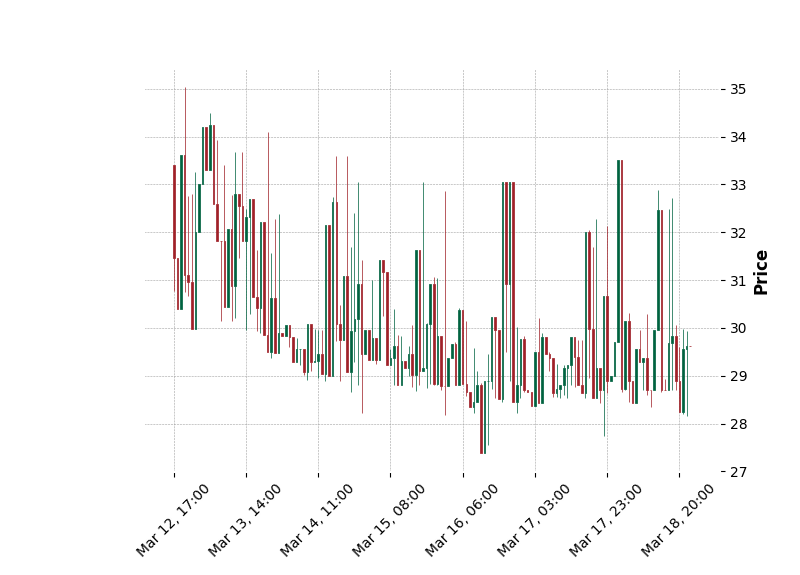 35
34
33
32
31
30
29
28
27
Price
Mar 12, 17:00
Mar 13, 14:00
Mar 14, 11:00
Mar 15, 08:00
Mar 16, 06:00
Mar 17, 03:00
Mar 17, 23:00
Mar 18, 20:00